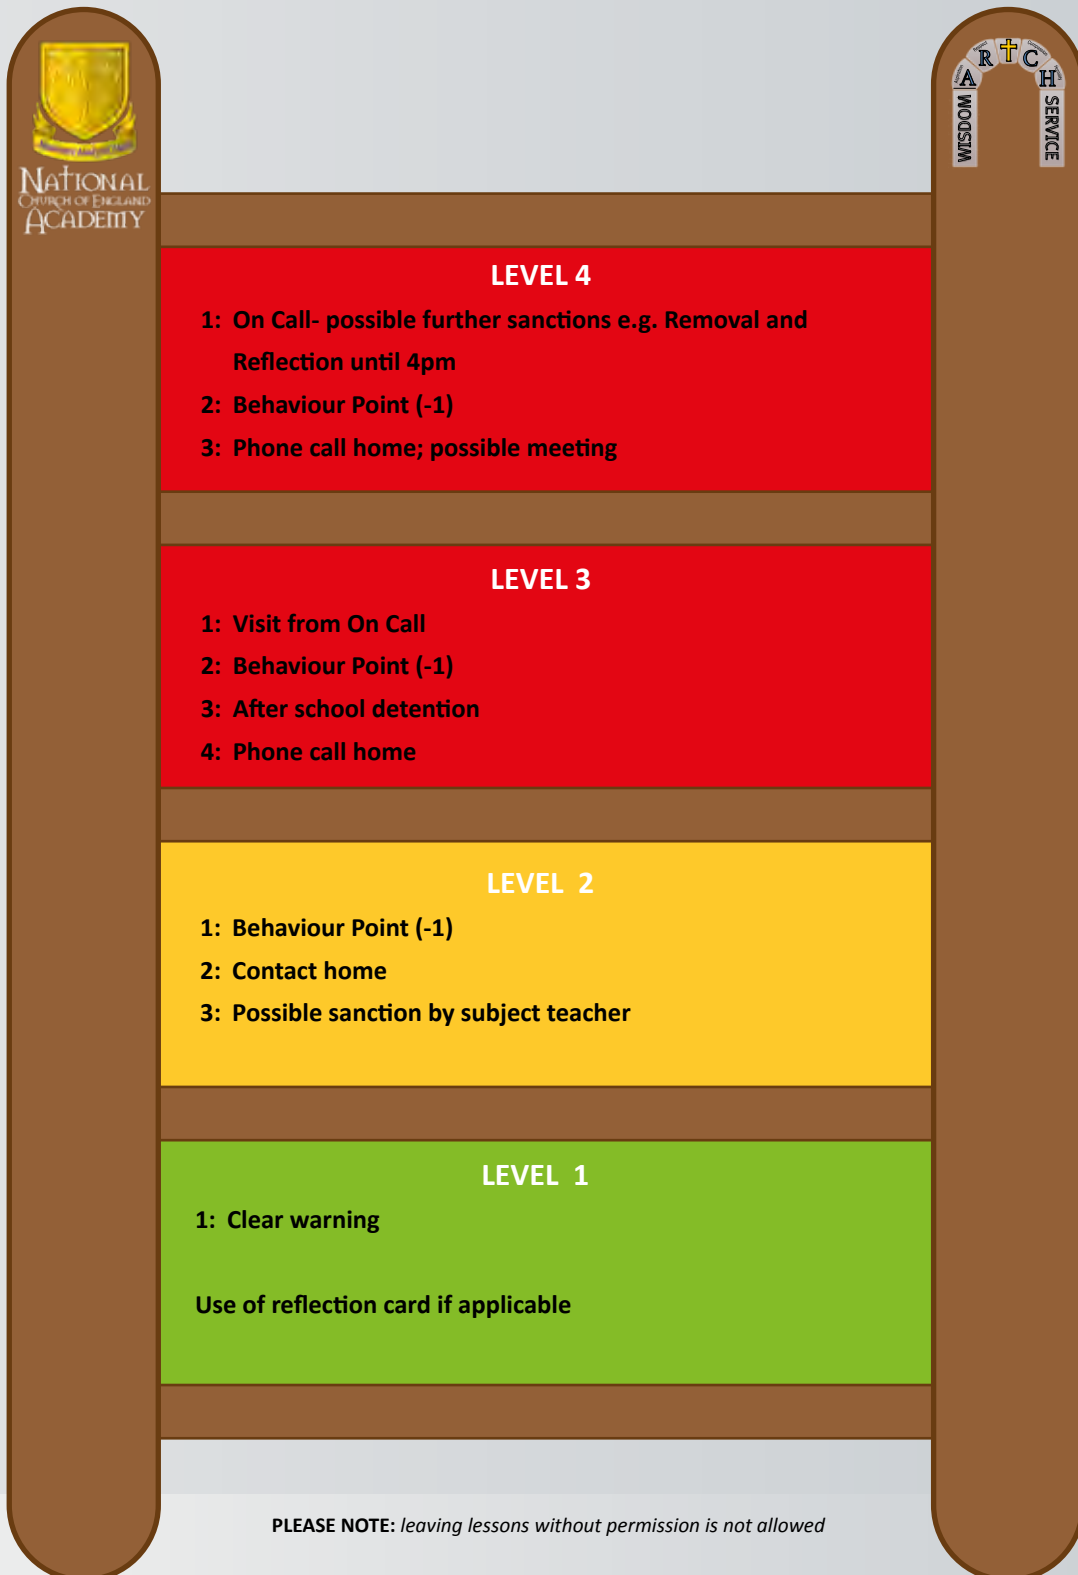 NATIONAL
CHURCH OF ENGLAND
ACADEMY
A R C H
WISDOM
SERVICE
LEVEL 4
1: On Call- possible further sanctions e.g. Removal and
Reflection until 4pm
2: Behaviour Point (-1)
3: Phone call home; possible meeting
LEVEL 3
1: Visit from On Call
2: Behaviour Point (-1)
3: After school detention
4: Phone call home
LEVEL 2
1: Behaviour Point (-1)
2: Contact home
3: Possible sanction by subject teacher
LEVEL 1
1: Clear warning
Use of reflection card if applicable
PLEASE NOTE: leaving lessons without permission is not allowed